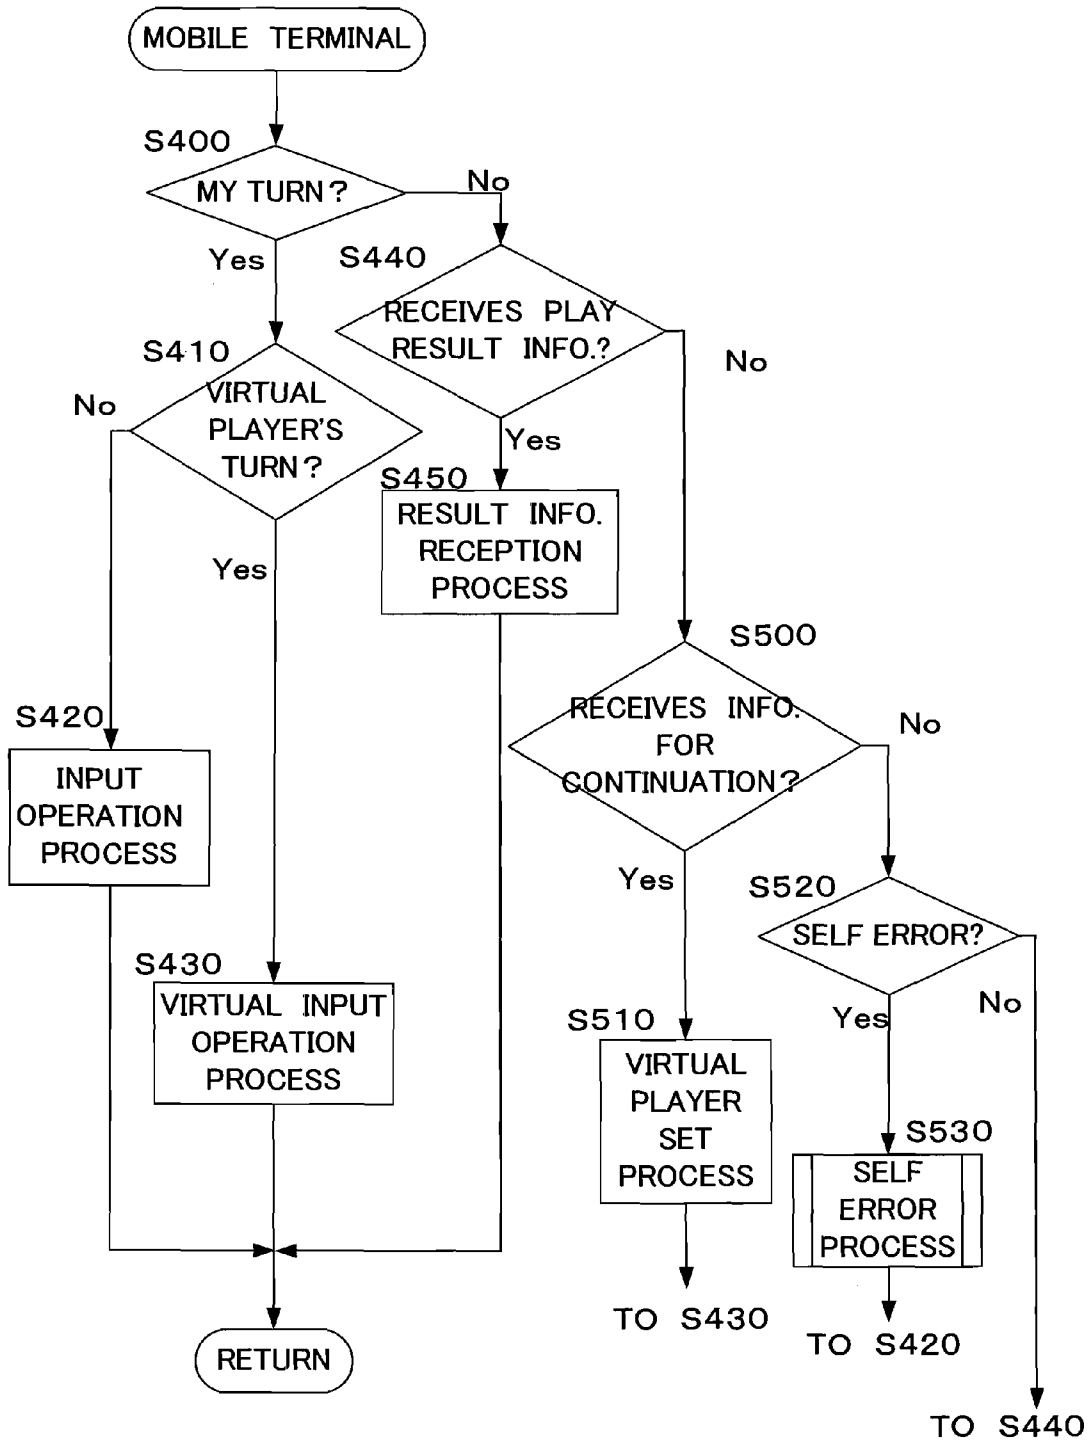 MOBILE TERMINAL
S400
MY TURN?
No
Yes
S440
RECEIVES PLAY
RESULT INFO.?
No
Yes
S410
VIRTUAL
PLAYER'S
TURN?
No
Yes
S450
RESULT INFO.
RECEPTION
PROCESS
S500
RECEIVES INFO.
FOR
CONTINUATION?
No
Yes
S420
INPUT
OPERATION
PROCESS
S520
SELF ERROR?
No
Yes
S430
VIRTUAL INPUT
OPERATION
PROCESS
S510
VIRTUAL
PLAYER
SET
PROCESS
S530
SELF
ERROR
PROCESS
TO S430
TO S420
RETURN
TO S440